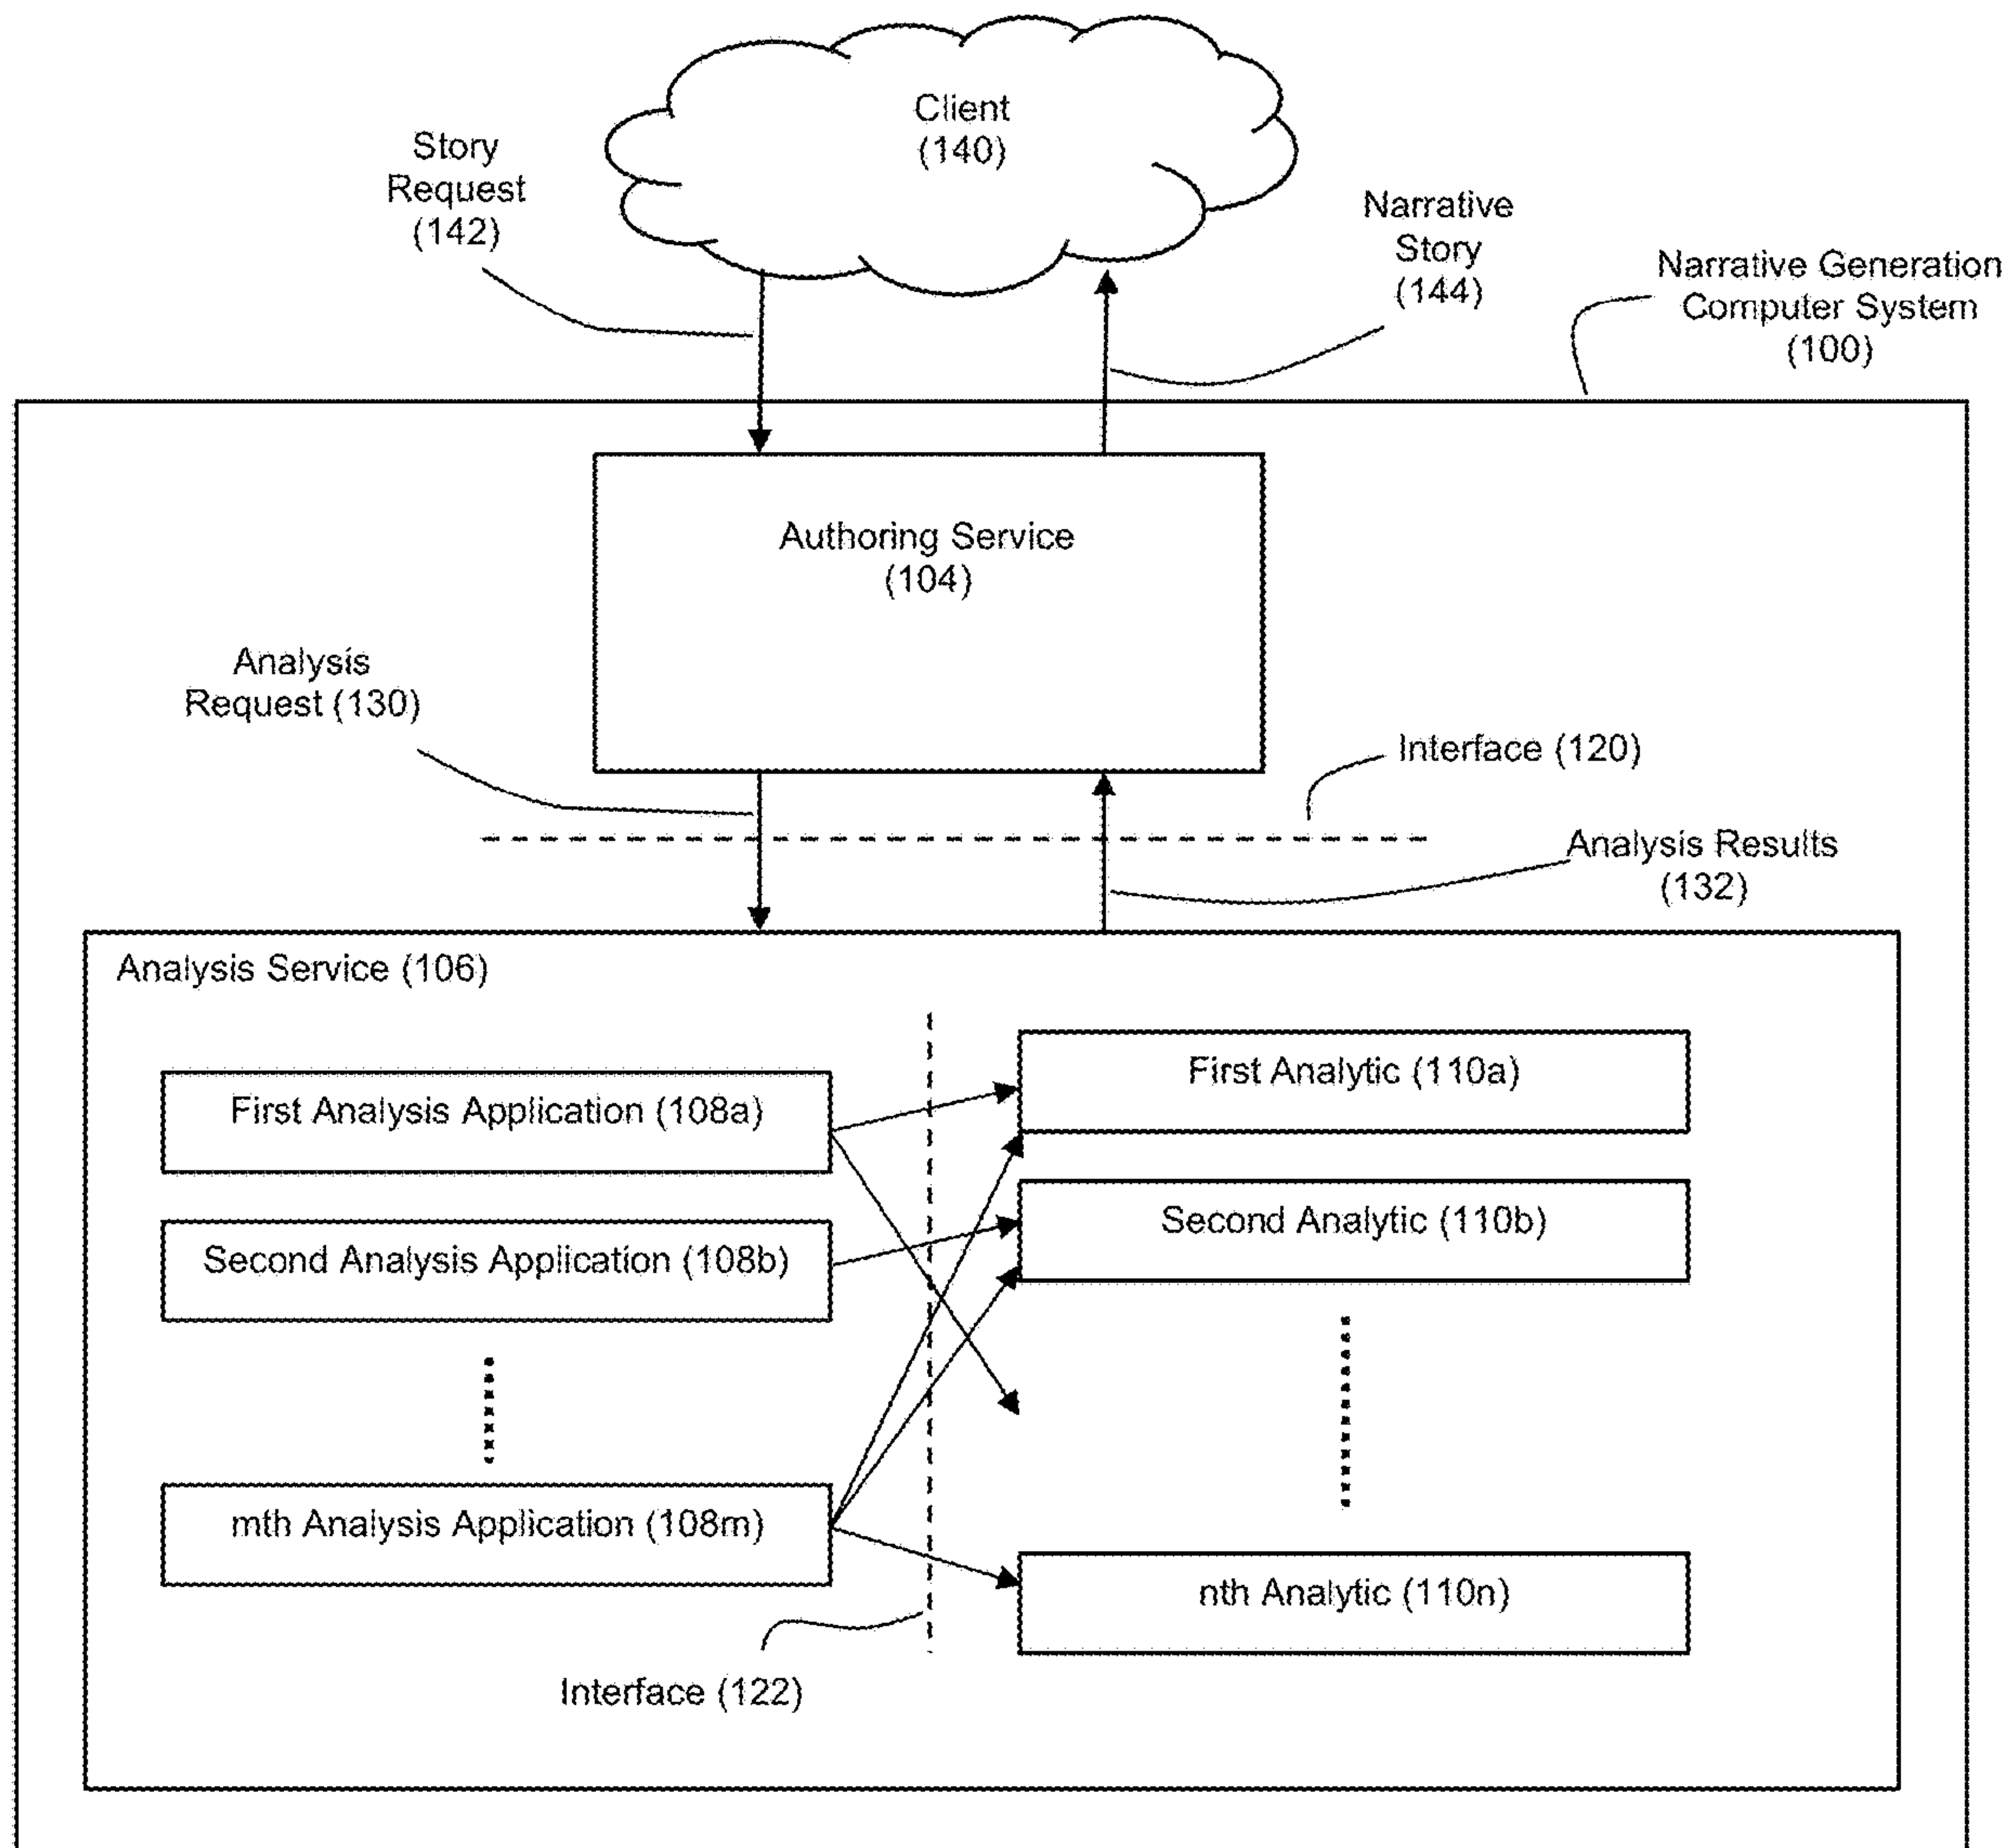 Client
(140)
Story
Request
(142)
Narrative
Story
(144)
Narrative Generation
Computer System
(100)
Authoring Service
(104)
Analysis
Request (130)
Interface (120)
Analysis Results
(132)
Analysis Service (106)
First Analysis Application (108a)
First Analytic (110a)
Second Analysis Application (108b)
Second Analytic (110b)
mth Analysis Application (108m)
nth Analytic (110n)
Interface (122)